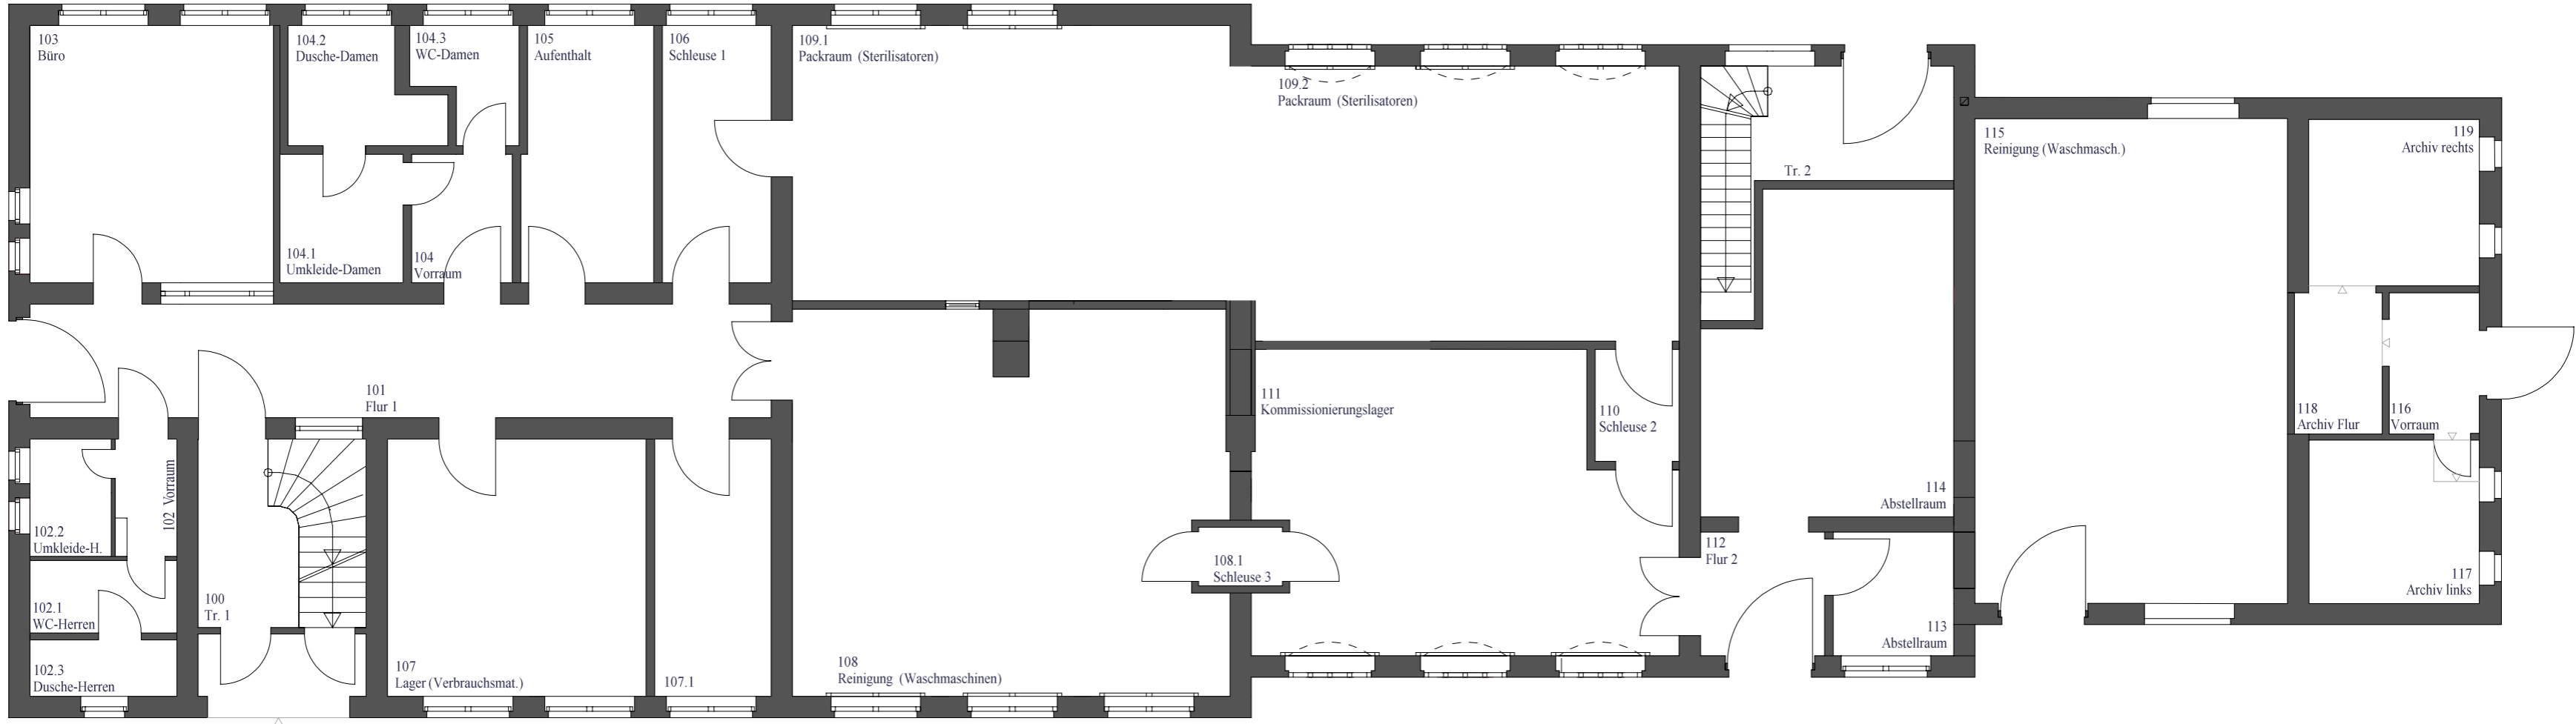 103
Büro
104.2
Dusche-Damen
104.3
WC-Damen
105
Aufenthalt
106
Schleuse 1
109.1
Packraum (Sterilisatoren)
109.2
Packraum (Sterilisatoren)
115
Reinigung (Waschmasch.)
119
Archiv rechts
Tr. 2
104.1
Umkleide-Damen
104
Vorraum
101
Flur 1
111
Kommissionierungslager
110
Schleuse 2
118
Archiv Flur
116
Vorraum
102 Vorraum
102.2
Umkleide-H.
114
Abstellraum
112
Flur 2
108.1
Schleuse 3
117
Archiv links
102.1
WC-Herren
100
Tr. 1
113
Abstellraum
102.3
Dusche-Herren
107
Lager (Verbrauchsmat.)
107.1
108
Reinigung (Waschmaschinen)